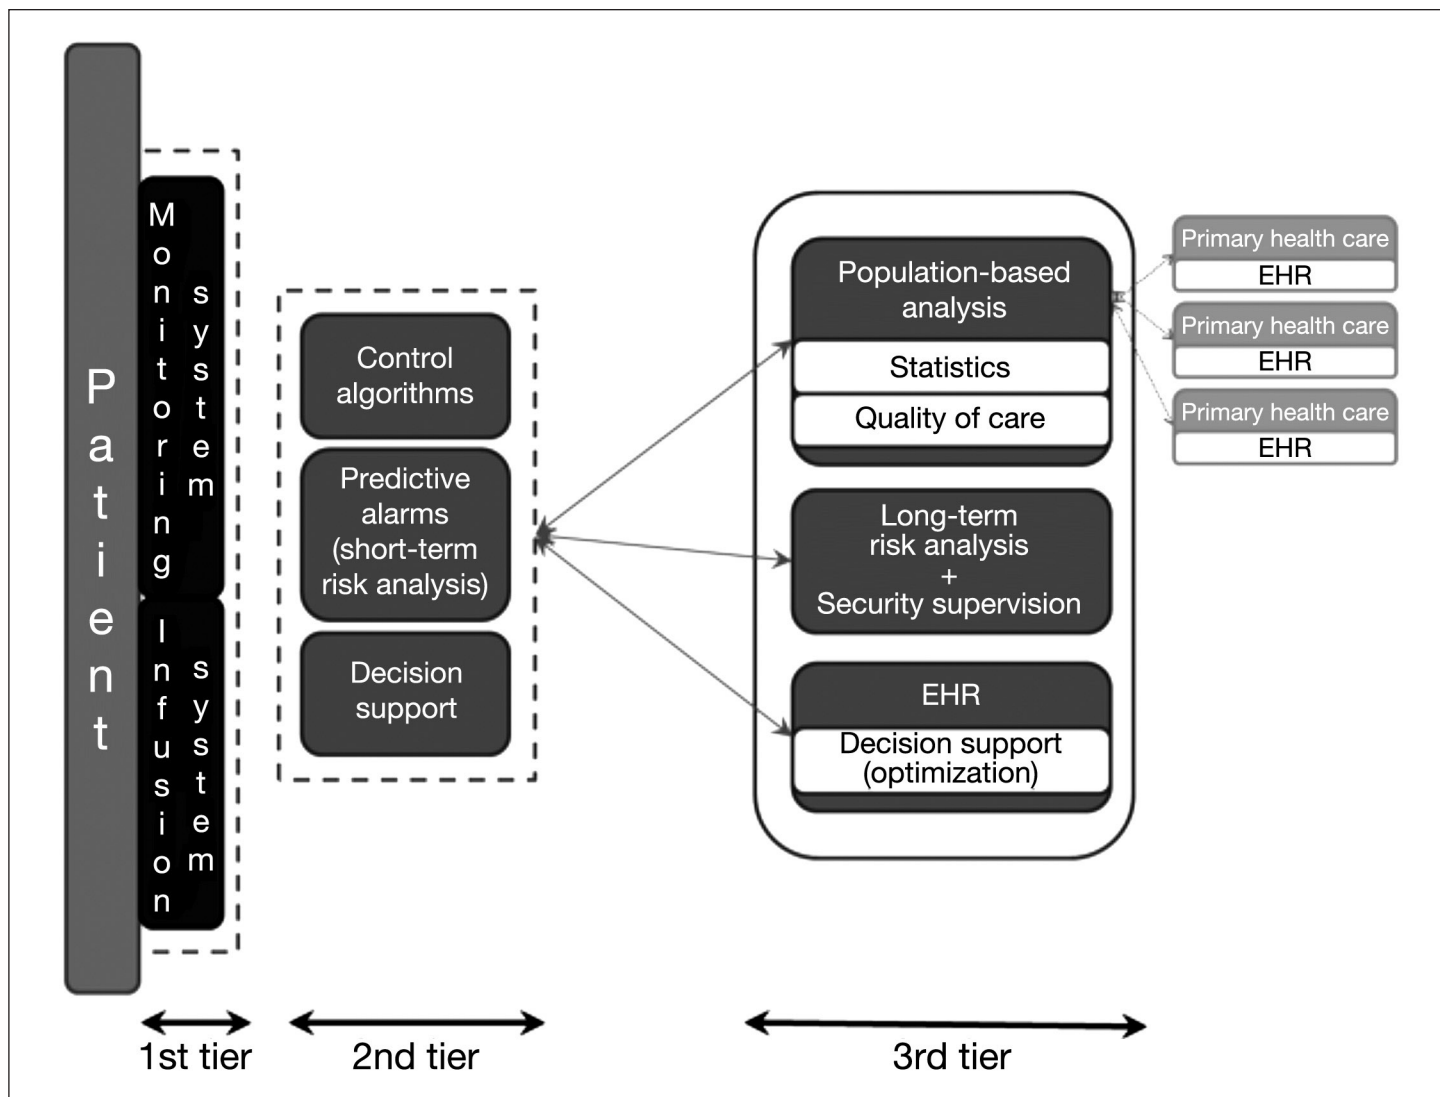 Patient
Monitoring
system
Infusion
system
Control
algorithms
Predictive
alarms
(short-term
risk analysis)
Decision
support
Population-based
analysis
Statistics
Quality of care
Long-term
risk analysis
+
Security supervision
EHR
Decision support
(optimization)
Primary health care
EHR
Primary health care
EHR
Primary health care
EHR
1st tier
2nd tier
3rd tier